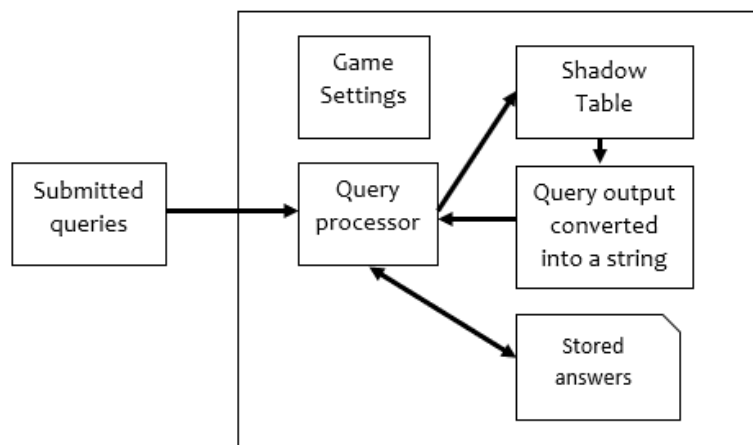 Game
Settings
Shadow
Table
Submitted
queries
Query
processor
Query output
converted
into a string
Stored
answers